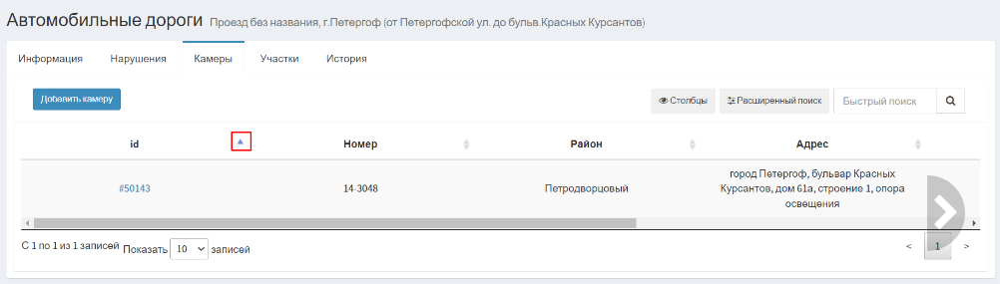 Автомобильные дороги Проезд без названия, г.Петергоф (от Петергофской ул. до бульв.Красных Курсантов)
Информация Нарушения Камеры Участки История
Добавить камеру Столбцы Расширенный поиск Быстрый поиск
id Номер Район Адрес
#50143 14-3048 Петродворцовый город Петергоф, бульвар Красных
Курсантов, дом 61а, строение 1, опора
освещения
С 1 по 1 из 1 записей Показать 10 записей < 1 >